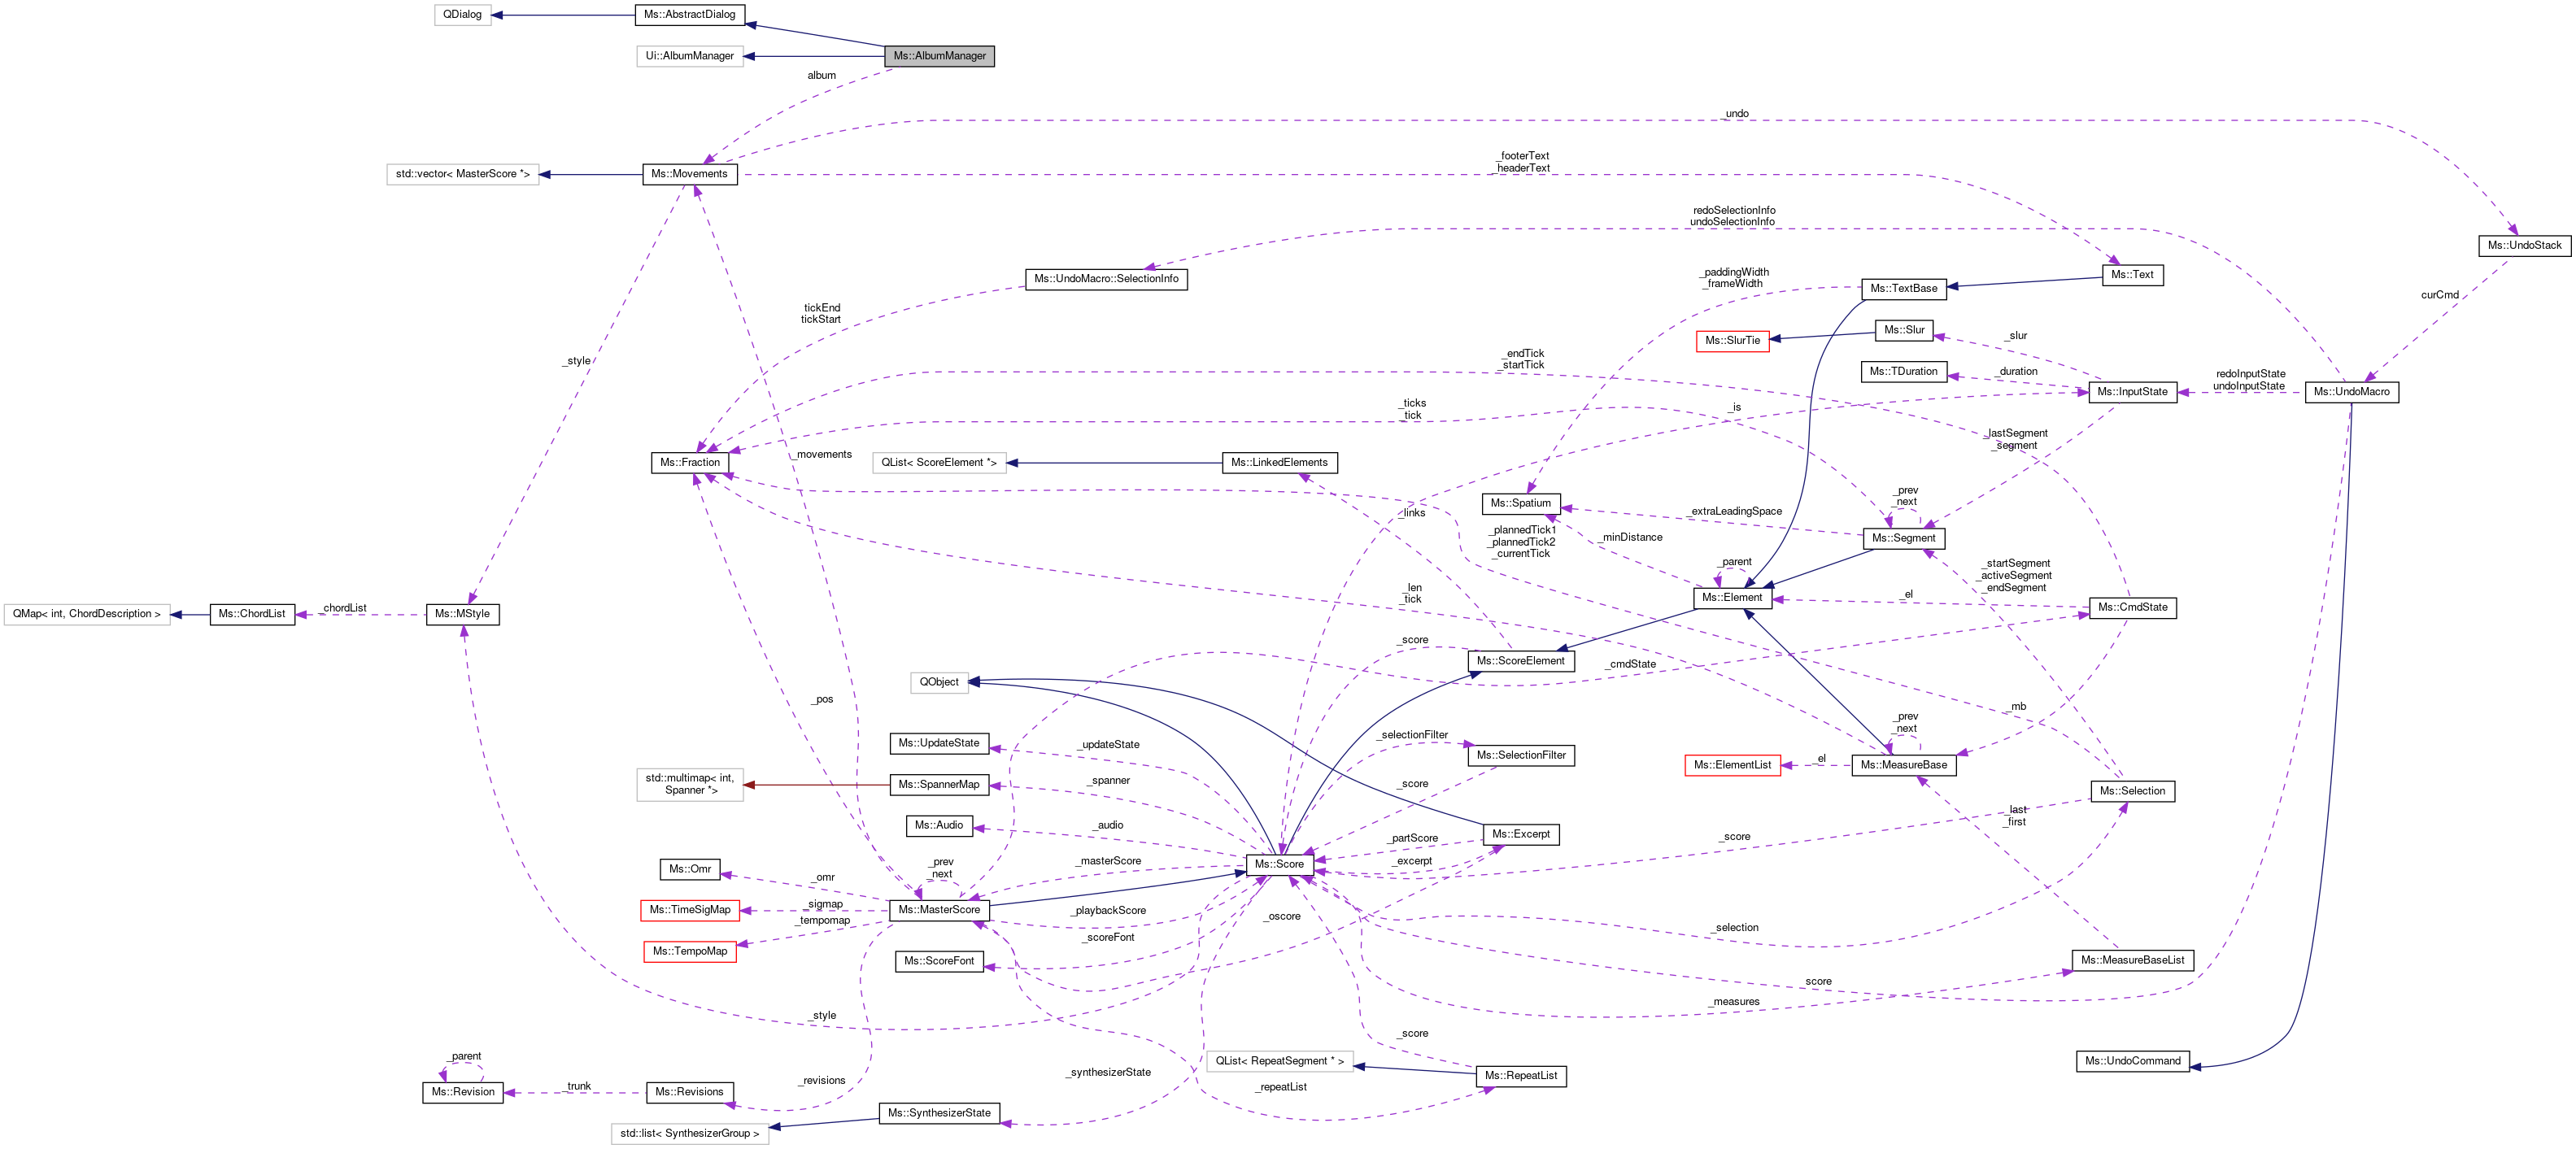 QDialog
Ms::AbstractDialog
Ui::AlbumManager
Ms::AlbumManager
album
_undo
std::vector< MasterScore *>
Ms::Movements
_footerText
_headerText
redoSelectionInfo
undoSelectionInfo
Ms::UndoStack
Ms::Text
Ms::UndoMacro::SelectionInfo
_paddingWidth
_frameWidth
Ms::TextBase
curCmd
tickEnd
tickStart
Ms::SlurTie
Ms::Slur
_slur
_style
_endTick
_startTick
Ms::TDuration
_duration
Ms::InputState
redoInputState
undoInputState
Ms::UndoMacro
_ticks
_tick
_is
_lastSegment
_segment
_movements
Ms::Fraction
QList< ScoreElement *>
Ms::LinkedElements
_prev
_next
Ms::Spatium
_extraLeadingSpace
_links
_plannedTick1
_plannedTick2
_currentTick
_minDistance
Ms::Segment
_parent
_startSegment
_activeSegment
_endSegment
_len
_tick
Ms::Element
_el
Ms::CmdState
QMap< int, ChordDescription >
Ms::ChordList
_chordList
Ms::MStyle
_score
Ms::ScoreElement
_cmdState
QObject
_pos
_mb
_prev
_next
Ms::UpdateState
_updateState
_selectionFilter
Ms::SelectionFilter
Ms::ElementList
_el
Ms::MeasureBase
std::multimap< int,
Spanner *>
Ms::SpannerMap
_spanner
_score
Ms::Selection
_last
_first
Ms::Audio
_audio
_partScore
Ms::Excerpt
_score
Ms::Omr
_omr
_prev
_next
_masterScore
Ms::Score
_excerpt
Ms::TimeSigMap
_sigmap
Ms::MasterScore
_playbackScore
_oscore
_selection
Ms::TempoMap
_tempomap
_scoreFont
Ms::ScoreFont
Ms::MeasureBaseList
score
_measures
_style
_score
_parent
QList< RepeatSegment * >
Ms::RepeatList
Ms::UndoCommand
Ms::Revision
_trunk
Ms::Revisions
_revisions
_synthesizerState
_repeatList
Ms::SynthesizerState
std::list< SynthesizerGroup >